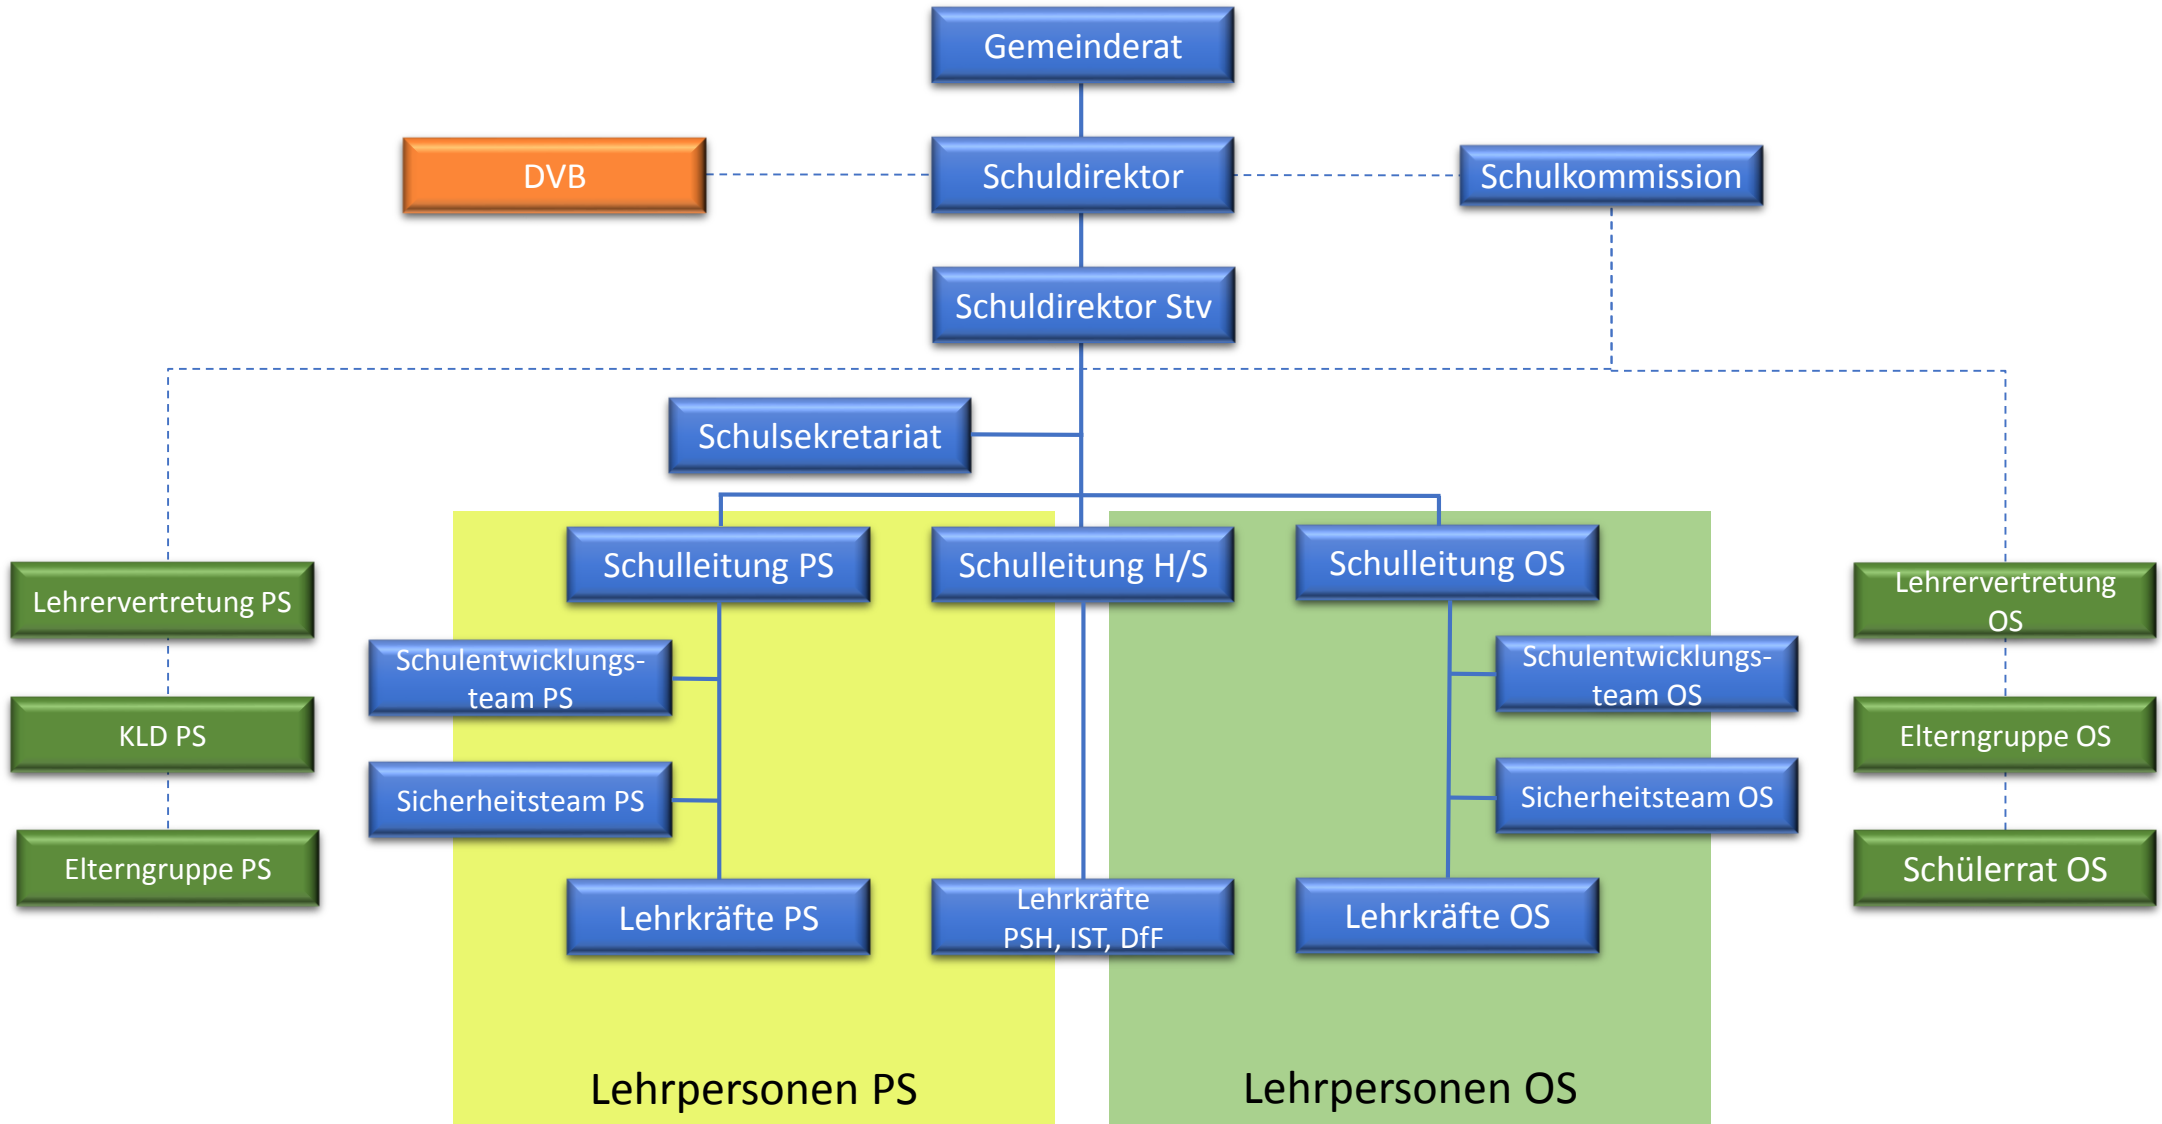 Gemeinderat
DVB
Schuldirektor
Schulkommission
Schuldirektor Stv
Schulsekretariat
Schulleitung PS
Schulleitung H/S
Schulleitung OS
Lehrervertretung PS
Lehrervertretung
OS
Schulentwicklungs-
team PS
Schulentwicklungs-
team OS
KLD PS
Elterngruppe OS
Sicherheitsteam PS
Sicherheitsteam OS
Elterngruppe PS
Schülerrat OS
Lehrkräfte PS
Lehrkräfte
PSH, IST, DfF
Lehrkräfte OS
Lehrpersonen PS
Lehrpersonen OS